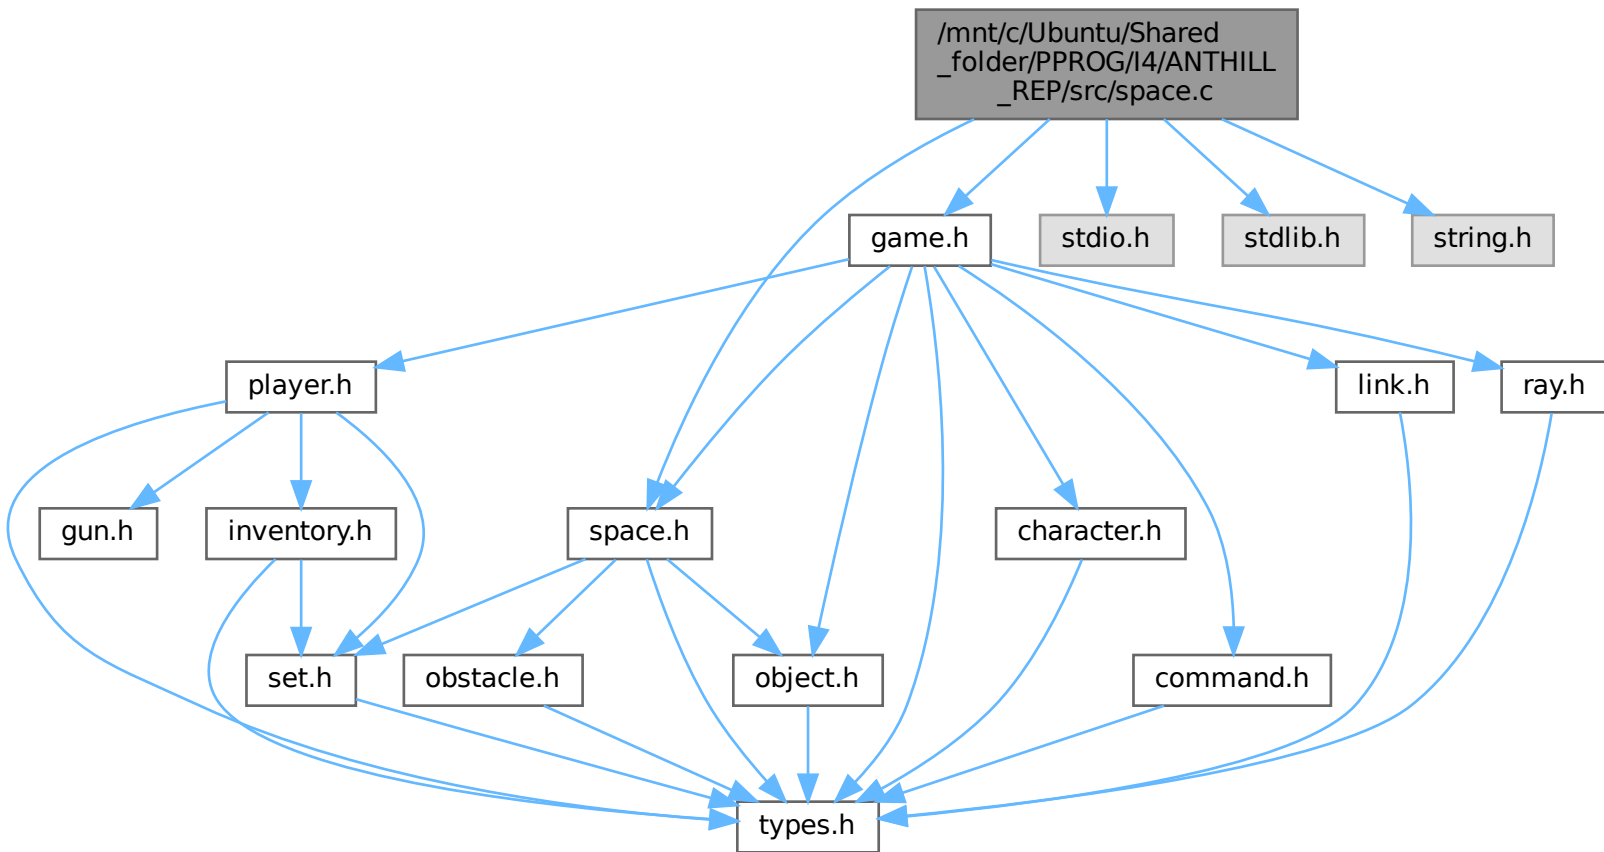 /mnt/c/Ubuntu/Shared
_folder/PPROG/I4/ANTHILL
_REP/src/space.c
game.h
stdio.h
stdlib.h
string.h
player.h
link.h
ray.h
gun.h
inventory.h
space.h
character.h
set.h
obstacle.h
object.h
command.h
types.h